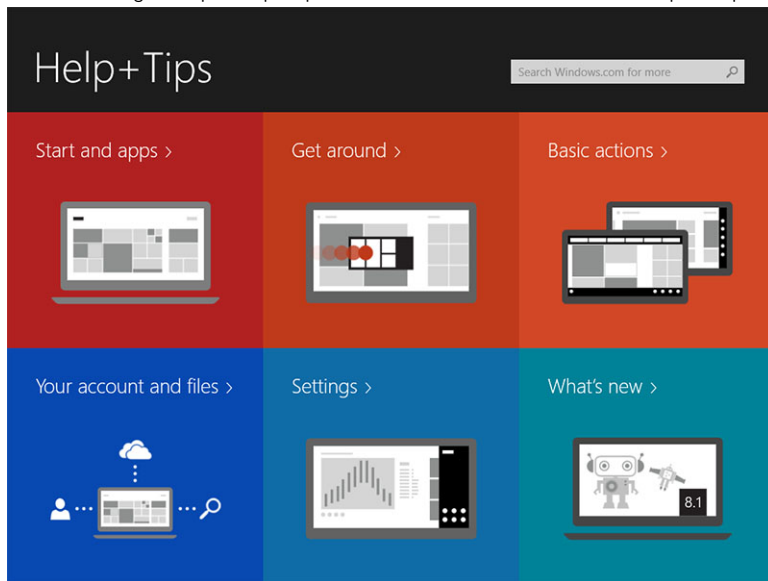 Help+Tips
Search Windows.com for more
Start and apps >
Get around >
Basic actions >
Your account and files >
Settings >
What's new >
8.1